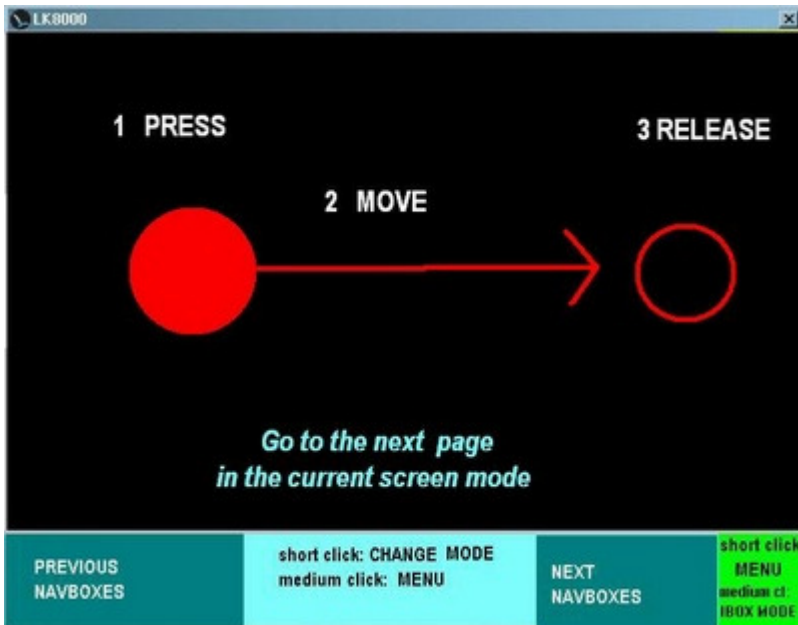 LK8000
1 PRESS
3 RELEASE
2 MOVE
Go to the next page
in the current screen mode
PREVIOUS
NAVBOXES
short click: CHANGE MODE
medium click: MENU
NEXT
NAVBOXES
short click
MENU
medium cl:
IBOX MODE